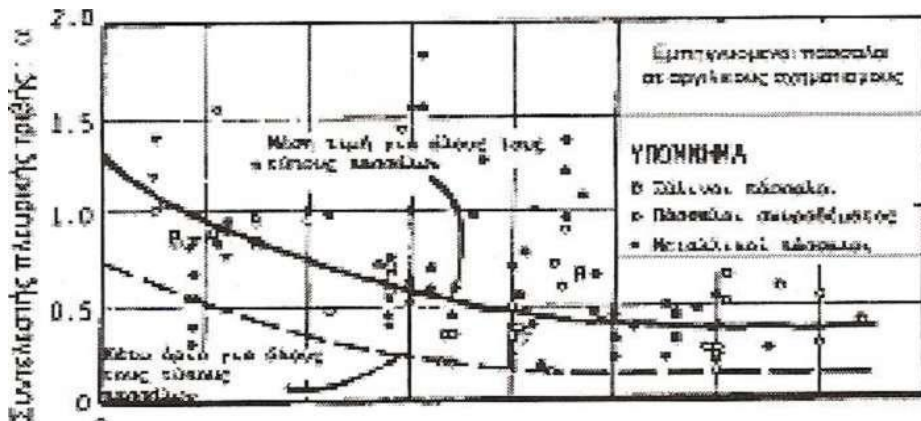 Συντελεστής πλευρικής τριβής: α
2.0
1.5
1.0
0.5
0
Εμπηγνυόμενοι πάσσαλοι
σε αργιλικούς σχηματισμούς
Μέση τιμή για όλους τους
τύπους πασσάλων
ΥΠΟΜΝΗΜΑ
Ξύλινοι πάσσαλοι
Πάσσαλοι σκυροδέματος
Μεταλλικοί πάσσαλοι
Κάτω όριο για όλους
τους τύπους
πασσάλων